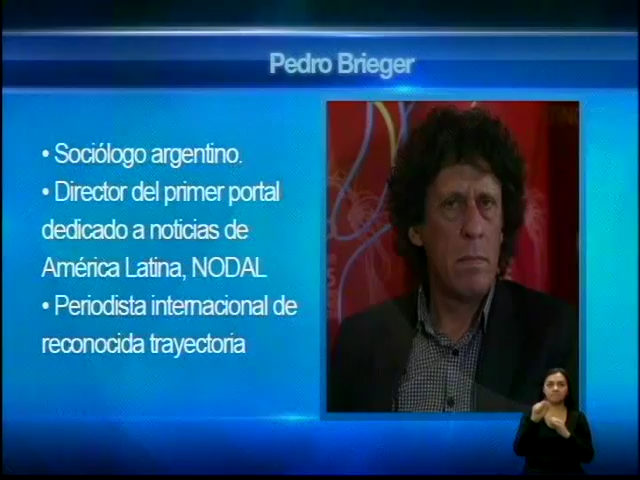 Pedro Brieger
• Sociólogo argentino.
• Director del primer portal
dedicado a noticias de
América Latina, NODAL
• Periodista internacional de
reconocida trayectoria